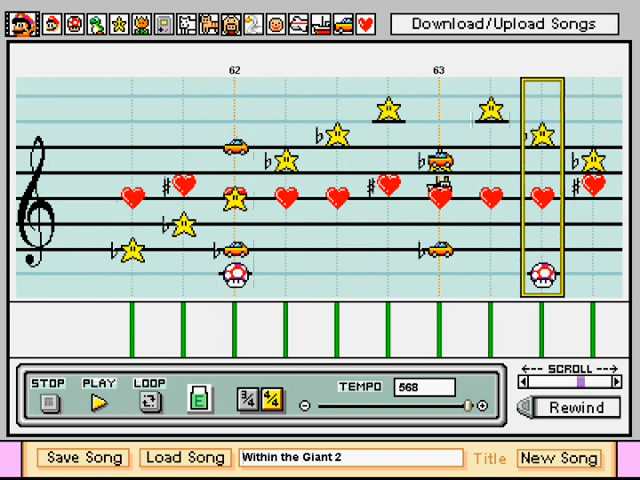 Download/Upload Songs
62 63
STOP PLAY LOOP
E
3/4 4/4
TEMPO 568
<-- SCROLL -->
Rewind
Save Song Load Song Within the Giant 2 Title New Song